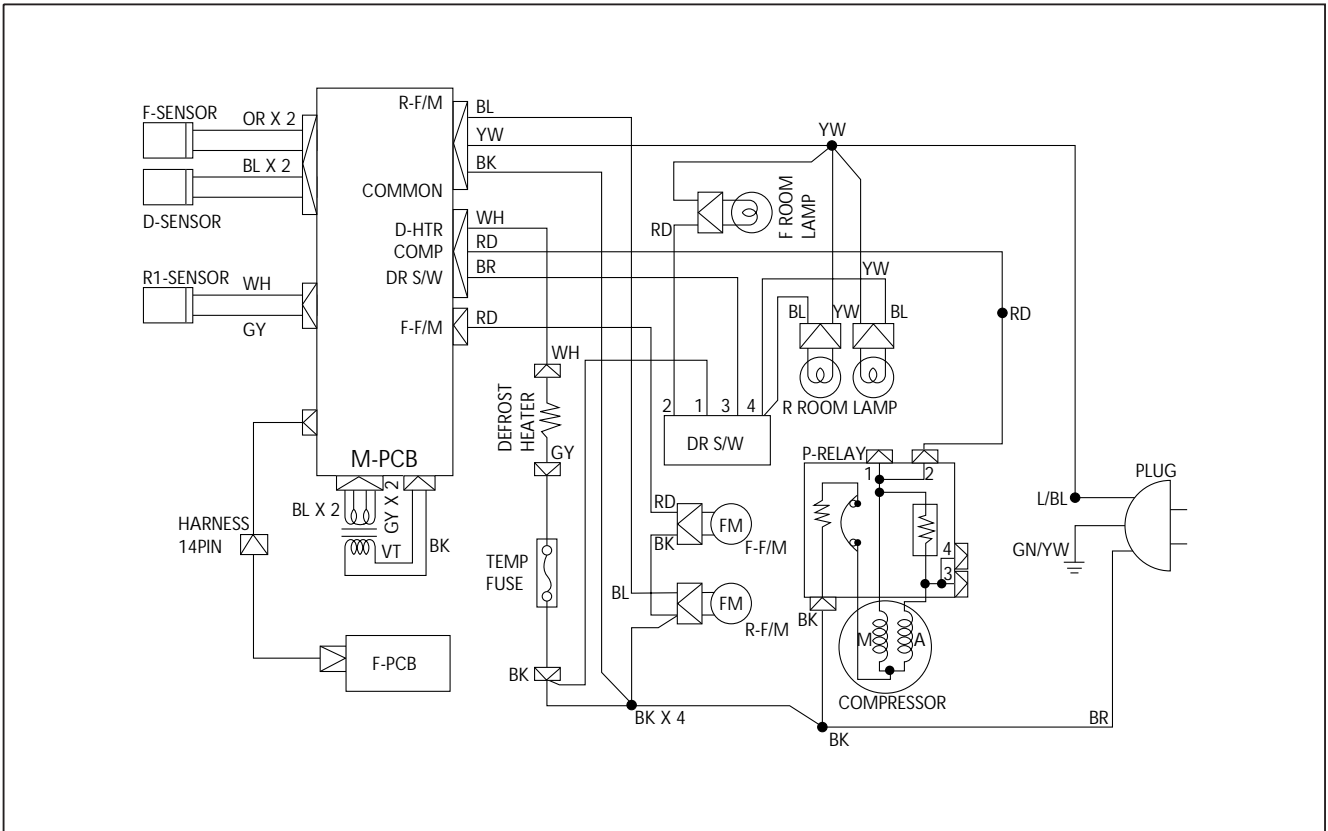 F-SENSOR
OR X 2
BL X 2
D-SENSOR
R1-SENSOR
WH
GY
R-F/M
COMMON
D-HTR
COMP
DR S/W
F-F/M
M-PCB
BL
YW
BK
WH
RD
BR
RD
BL X 2
GY X 2
VT
BK
HARNESS
14PIN
F-PCB
WH
DEFROST
HEATER
GY
TEMP
FUSE
BK
BK X 4
YW
RD
F ROOM
LAMP
YW
BL
YW
BL
R ROOM LAMP
RD
2 1 3 4
DR S/W
RD
BK
FM
F-F/M
BL
FM
R-F/M
P-RELAY
1
2
4
3
BK
M
A
COMPRESSOR
PLUG
L/BL
GN/YW
BR
BK